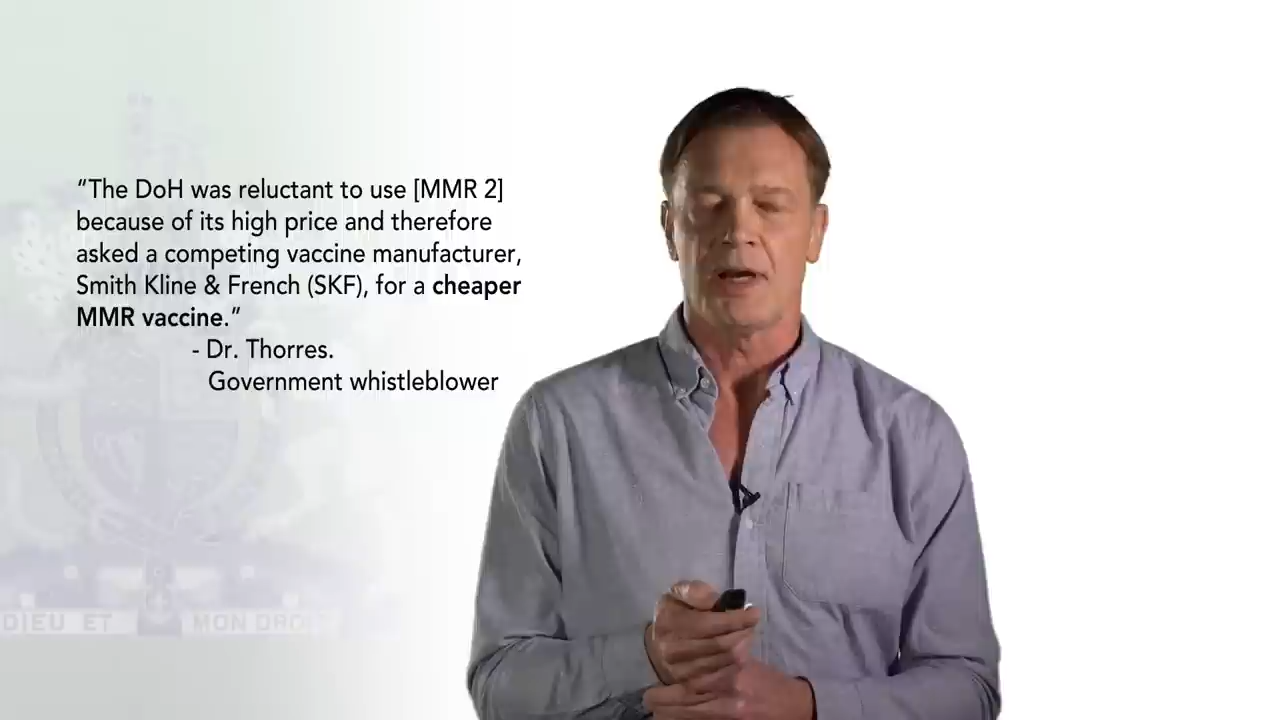 “The DoH was reluctant to use [MMR 2]
because of its high price and therefore
asked a competing vaccine manufacturer,
Smith Kline & French (SKF), for a cheaper
MMR vaccine.”
- Dr. Thorres.
Government whistleblower
DIEU ET MON DROIT